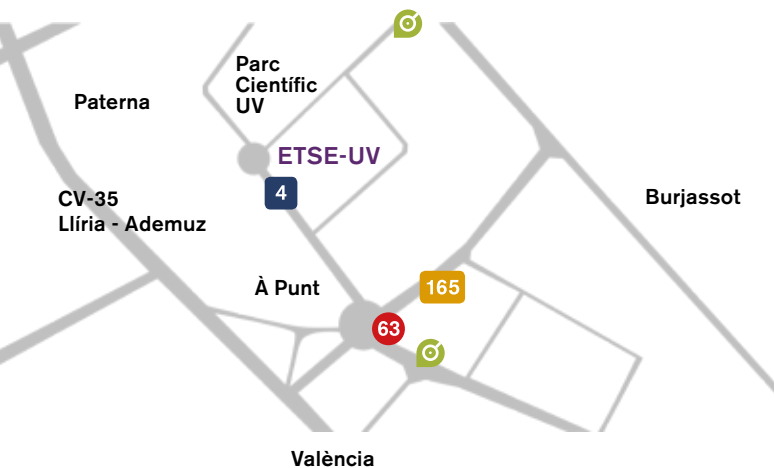 Parc
Científic
UV
Paterna
ETSE-UV
4
CV-35
Llíria - Ademuz
Burjassot
À Punt
165
63
València